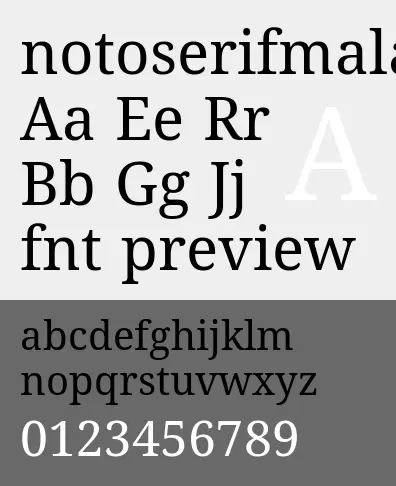 notoserifmala
Aa Ee Rr
A
Bb Gg Jj
fnt preview
abcdefghijklm
nopqrstuvwxyz
0123456789